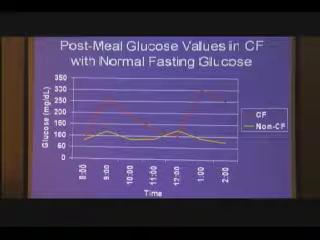 Post-Meal Glucose Values in CF
with Normal Fasting Glucose
Glucose (mg/dL)
350
300
250
200
150
100
50
0
8:00
9:00
10:00
11:00
12:00
1:00
2:00
Time
CF
Non-CF